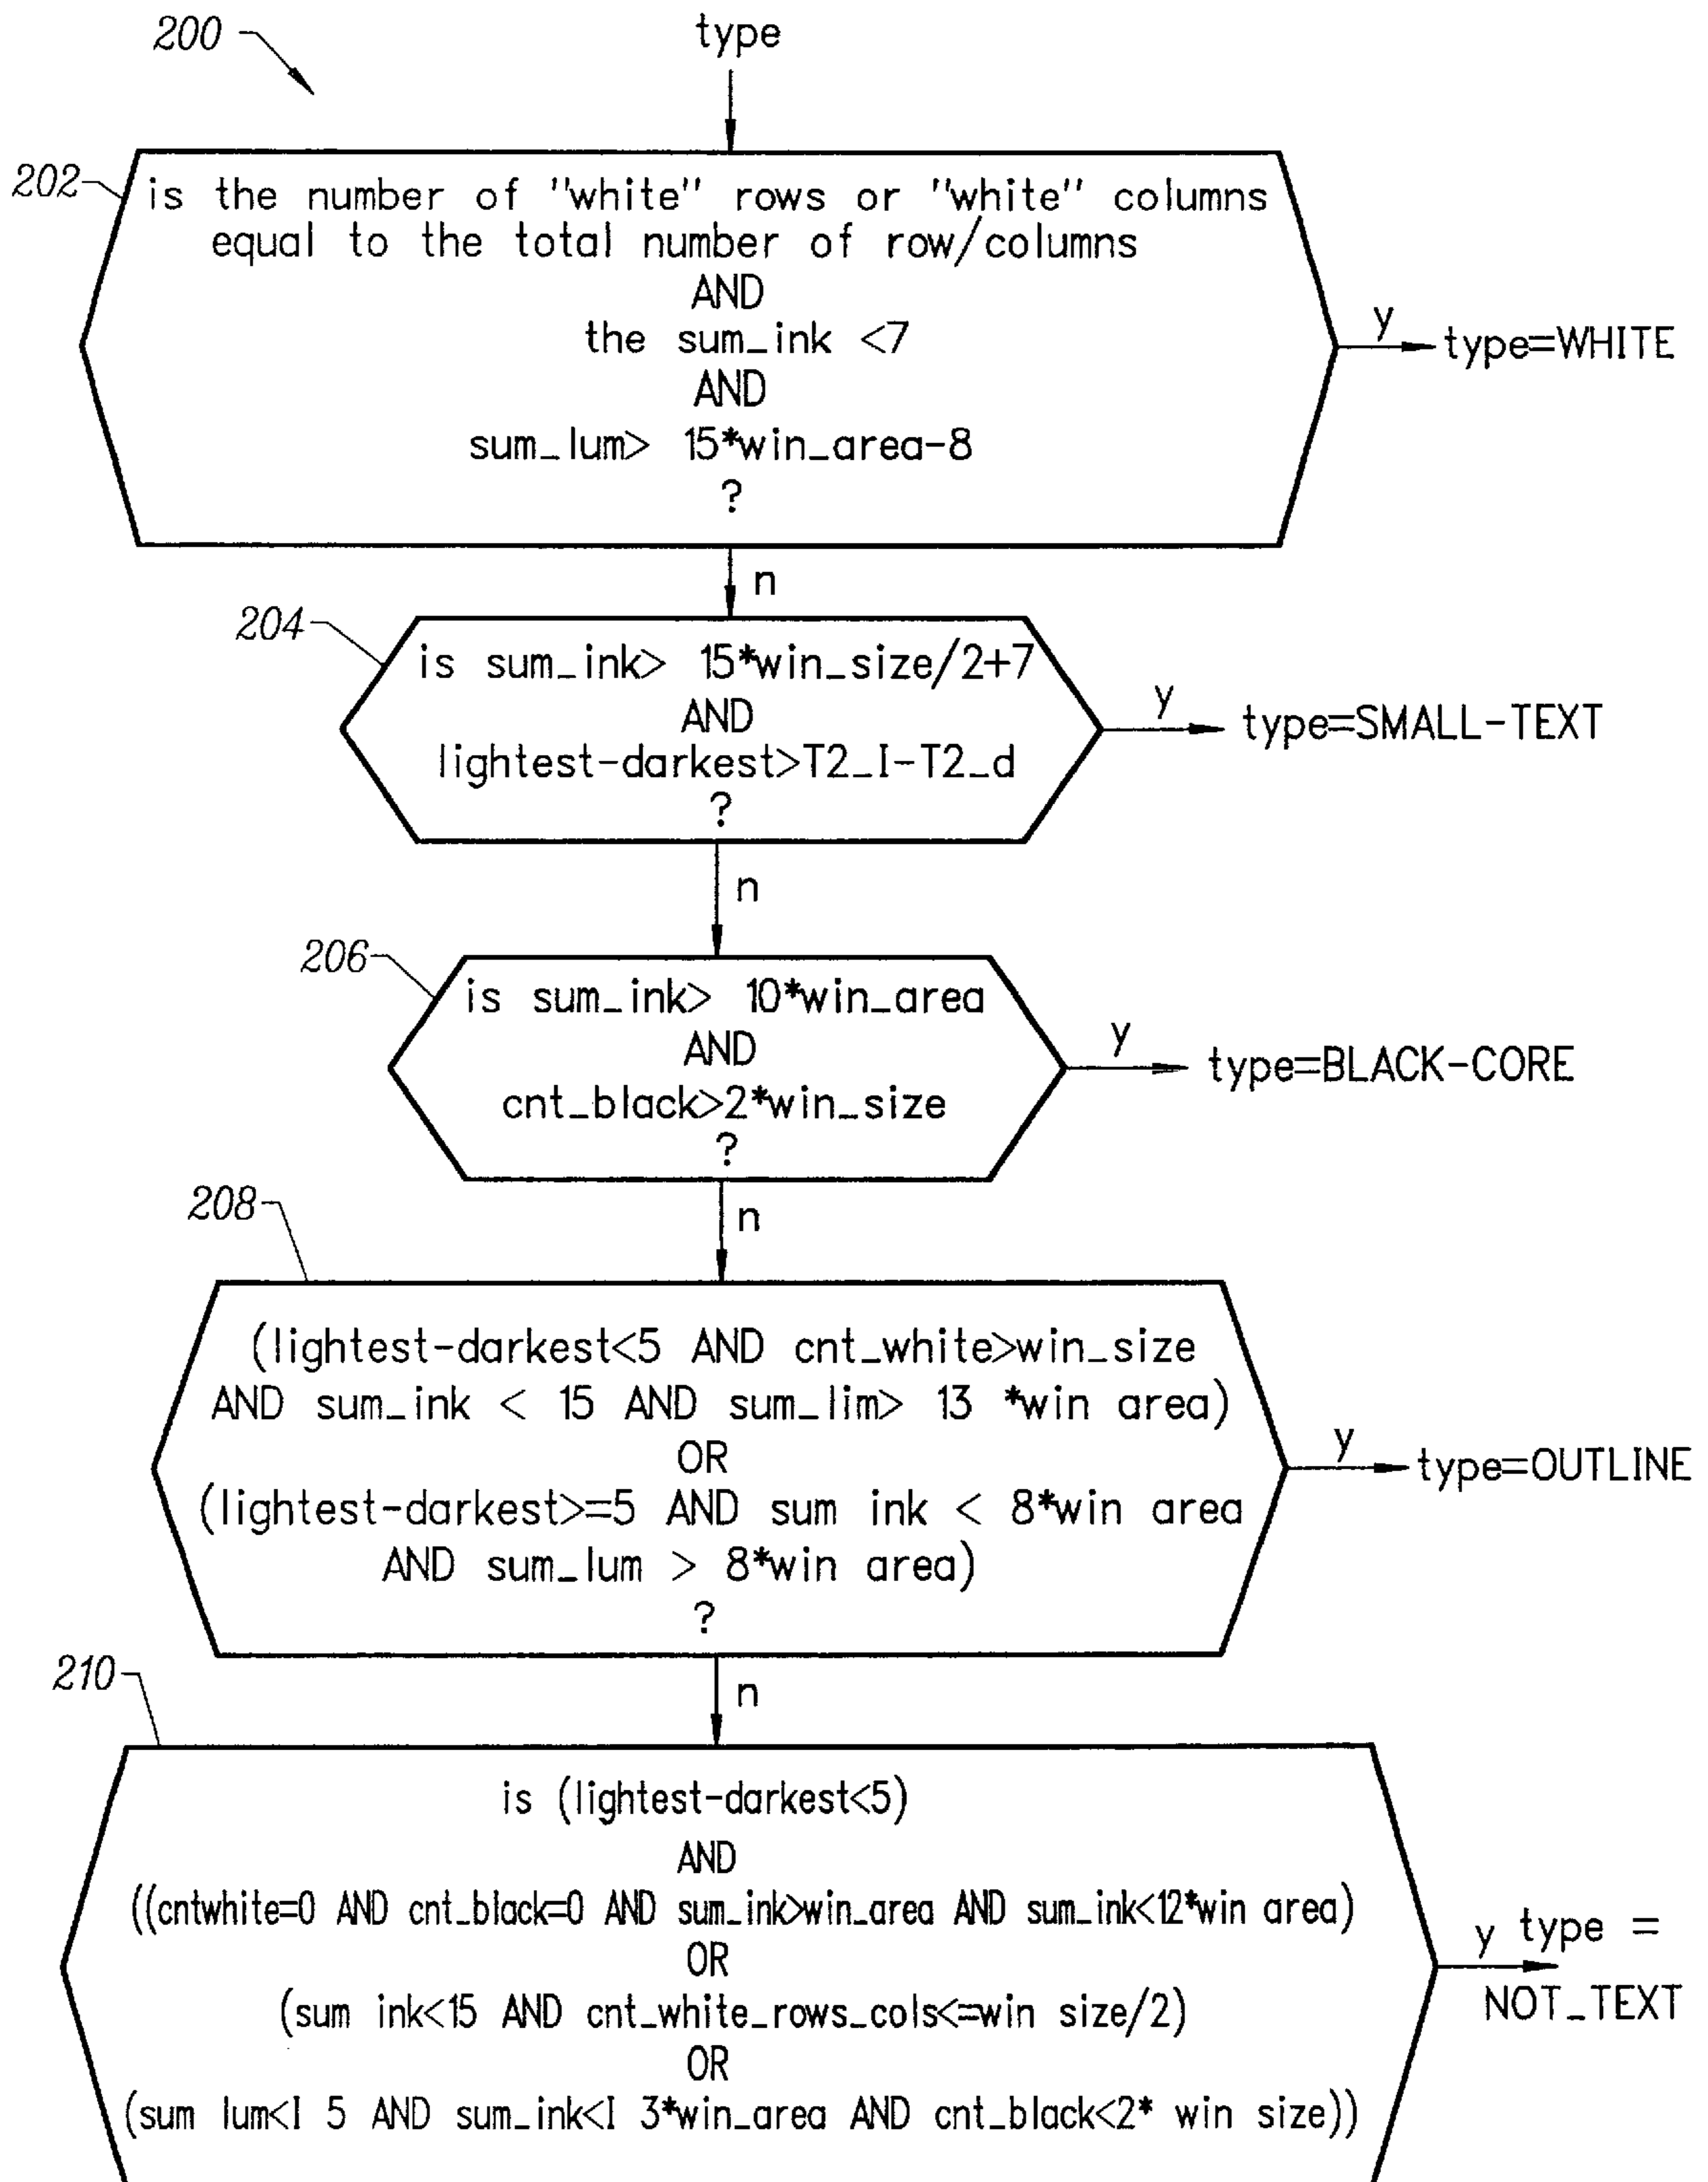 200
type
202
is the number of "white" rows or "white" columns
equal to the total number of row/columns
AND
the sum_ink <7
AND
sum_lum> 15*win_area-8
?
y
type=WHITE
n
204
is sum_ink> 15*win_size/2+7
AND
lightest-darkest>T2_I-T2_d
?
y
type=SMALL-TEXT
n
206
is sum_ink> 10*win_area
AND
cnt_black>2*win_size
?
y
type=BLACK-CORE
n
208
(lightest-darkest<5 AND cnt_white>win_size
AND sum_ink < 15 AND sum_lim> 13 *win area)
OR
(lightest-darkest>=5 AND sum ink < 8*win area
AND sum_lum > 8*win area)
?
y
type=OUTLINE
n
210
is (lightest-darkest<5)
AND
((cntwhite=0 AND cnt_black=0 AND sum_ink>win_area AND sum_ink<12*win area)
OR
(sum ink<15 AND cnt_white_rows_cols<=win size/2)
OR
(sum lum<I 5 AND sum_ink<I 3*win_area AND cnt_black<2* win size))
y type =
NOT_TEXT